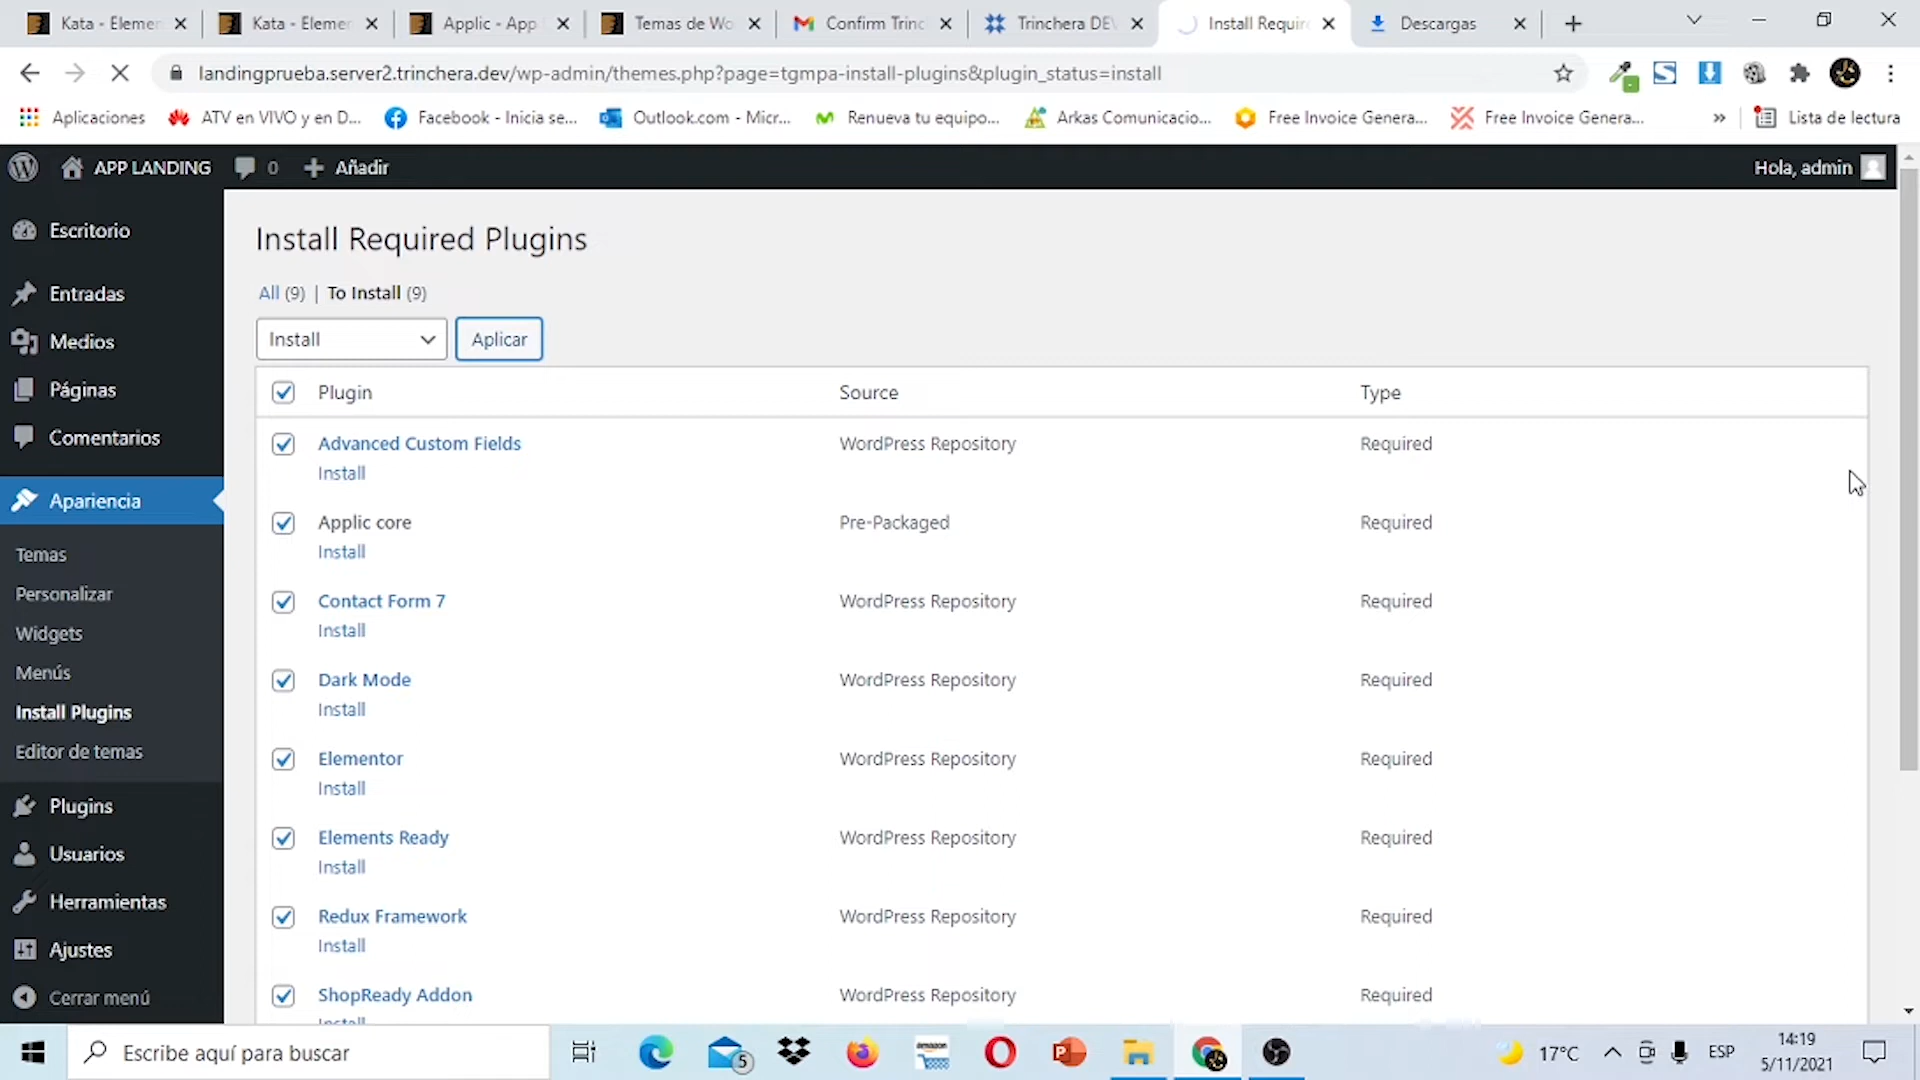 Kata - Elemen
Kata - Elemen
Applic - App
Temas de Wo
Confirm Trinc
Trinchera DEV
Install Require
Descargas
landingprueba.server2.trinchera.dev/wp-admin/themes.php?page=tgmpa-install-plugins&plugin_status=install
Aplicaciones
ATV en VIVO y en D...
Facebook - Inicia se...
Outlook.com - Micr...
Renueva tu equipo...
Arkas Comunicacio...
Free Invoice Genera...
Free Invoice Genera...
»
Lista de lectura
APP LANDING
0
Añadir
Hola, admin
Escritorio
Entradas
Medios
Páginas
Comentarios
Apariencia
Temas
Personalizar
Widgets
Menús
Install Plugins
Editor de temas
Plugins
Usuarios
Herramientas
Ajustes
Cerrar menú
Install Required Plugins
All (9) | To Install (9)
Install
Aplicar
Plugin Source Type
Advanced Custom Fields WordPress Repository Required
Install
Applic core Pre-Packaged Required
Install
Contact Form 7 WordPress Repository Required
Install
Dark Mode WordPress Repository Required
Install
Elementor WordPress Repository Required
Install
Elements Ready WordPress Repository Required
Install
Redux Framework WordPress Repository Required
Install
ShopReady Addon WordPress Repository Required
Install
Escribe aquí para buscar
5
amazon
17°C
ESP
14:19
5/11/2021